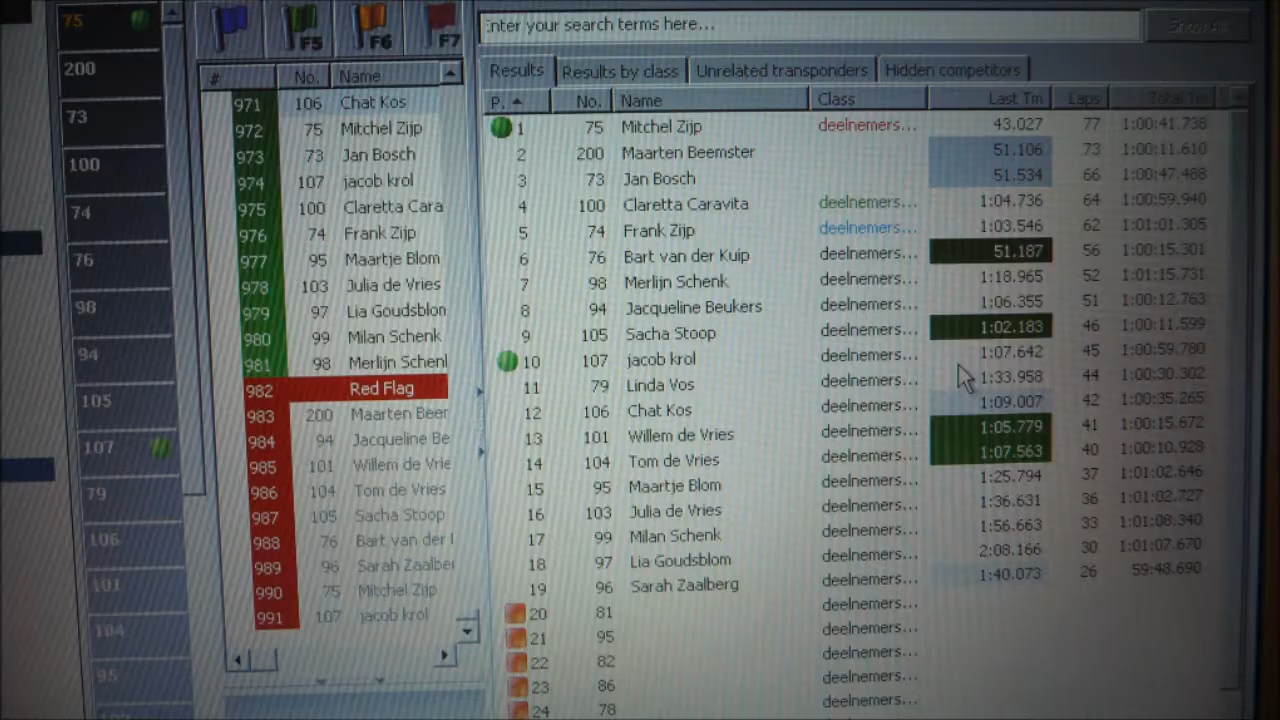 75
200
73
100
74
76
98
94
105
107
79
106
101
104
95
F5 F6 F7
# No. Name
971 106 Chat Kos
972 75 Mitchel Zijp
973 73 Jan Bosch
974 107 jacob krol
975 100 Claretta Cara
976 74 Frank Zijp
977 95 Maartje Blom
978 103 Julia de Vries
979 97 Lia Goudsblon
980 99 Milan Schenk
981 98 Merlijn Schenl
982 Red Flag
983 200 Maarten Beer
984 94 Jacqueline Be
985 101 Willem de Vrie
986 104 Tom de Vries
987 105 Sacha Stoop
988 76 Bart van der I
989 96 Sarah Zaalbei
990 75 Mitchel Zijp
991 107 jacob krol
Enter your search terms here... Show All
Results Results by class Unrelated transponders Hidden competitors
P. No. Name Class Last Tm Laps Total Tm
1 75 Mitchel Zijp deelnemers... 43.027 77 1:00:41.738
2 200 Maarten Beemster 51.106 73 1:00:11.610
3 73 Jan Bosch 51.534 66 1:00:47.488
4 100 Claretta Caravita deelnemers... 1:04.736 64 1:00:59.940
5 74 Frank Zijp deelnemers... 1:03.546 62 1:01:01.305
6 76 Bart van der Kuip deelnemers... 51.187 56 1:00:15.301
7 98 Merlijn Schenk deelnemers... 1:18.965 52 1:01:15.731
8 94 Jacqueline Beukers deelnemers... 1:06.355 51 1:00:12.763
9 105 Sacha Stoop deelnemers... 1:02.183 46 1:00:11.599
10 107 jacob krol deelnemers... 1:07.642 45 1:00:59.780
11 79 Linda Vos deelnemers... 1:33.958 44 1:00:30.302
12 106 Chat Kos deelnemers... 1:09.007 42 1:00:35.265
13 101 Willem de Vries deelnemers... 1:05.779 41 1:00:15.672
14 104 Tom de Vries deelnemers... 1:07.563 40 1:00:10.928
15 95 Maartje Blom deelnemers... 1:25.794 37 1:01:02.646
16 103 Julia de Vries deelnemers... 1:36.631 36 1:01:02.727
17 99 Milan Schenk deelnemers... 1:56.663 33 1:01:08.340
18 97 Lia Goudsblom deelnemers... 2:08.166 30 1:01:07.670
19 96 Sarah Zaalberg deelnemers... 1:40.073 26 59:48.690
20 81 deelnemers...
21 95 deelnemers...
22 82 deelnemers...
23 86 deelnemers...
24 78 deelnemers...